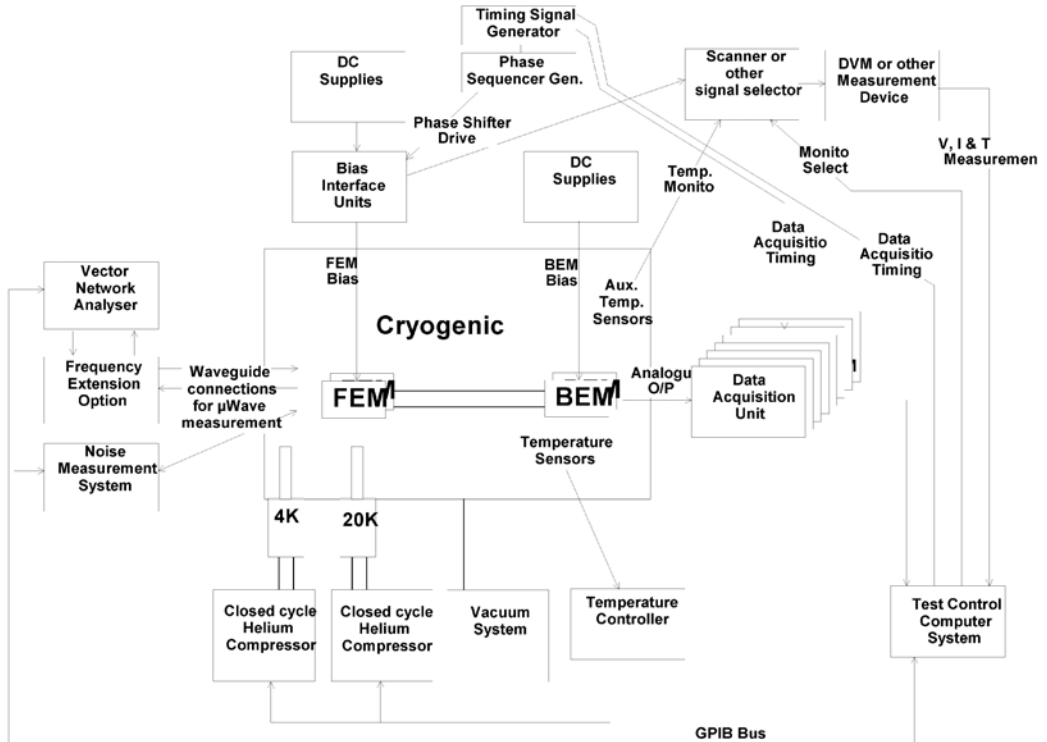 Timing Signal
Generator
DC
Supplies
Phase
Sequencer Gen.
Scanner or
other
signal selector
DVM or other
Measurement
Device
Phase Shifter
Drive
V, I & T
Measuremen
Monito
Select
Bias
Interface
Units
DC
Supplies
Temp.
Monito
Data
Acquisitio
Timing
Data
Acquisitio
Timing
FEM
Bias
BEM
Bias
Vector
Network
Analyser
Aux.
Temp.
Sensors
Cryogenic
Frequency
Extension
Option
Waveguide
connections
for µWave
measurement
FEM
BEM
Analogu
O/P
Data
Acquisition
Unit
Noise
Measurement
System
Temperature
Sensors
4K
20K
Closed cycle
Helium
Compressor
Closed cycle
Helium
Compressor
Vacuum
System
Temperature
Controller
Test Control
Computer
System
GPIB Bus